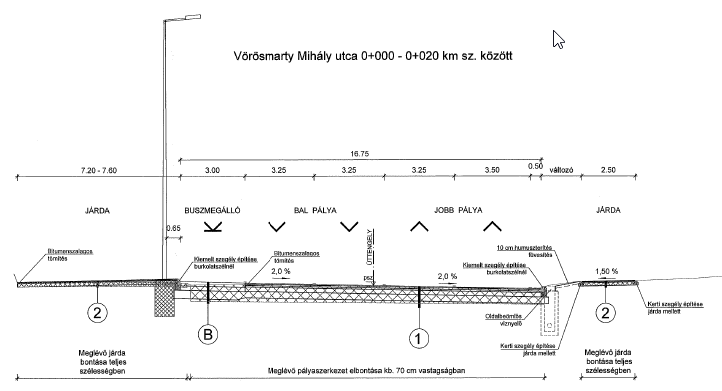 Vörösmarty Mihály utca 0+000 - 0+020 km sz. között
16.75
0.50
7.20 - 7.60
3.00
3.25
3.25
3.25
3.50
változó
2.50
JÁRDA
BUSZMEGÁLLÓ
BAL PÁLYA
JOBB PÁLYA
JÁRDA
0.65
ÚTTENGELY
Bitumenszalagos
tömítés
Kiemelt szegély építése
burkolatszélnél
Bitumenszalagos
tömítés
2,0 %
psz
2,0 %
10 cm humuszterítés
füvesítés
Kiemelt szegély építése
burkolatszélnél
1,50 %
Kerti szegély építése
járda mellett
2
B
1
Oldalbeömlős
víznyelő
2
Kerti szegély építése
járda mellett
Meglévő járda
bontása teljes
szélességben
Meglévő pályaszerkezet elbontása kb. 70 cm vastagságban
Meglévő járda
bontása teljes
szélességben